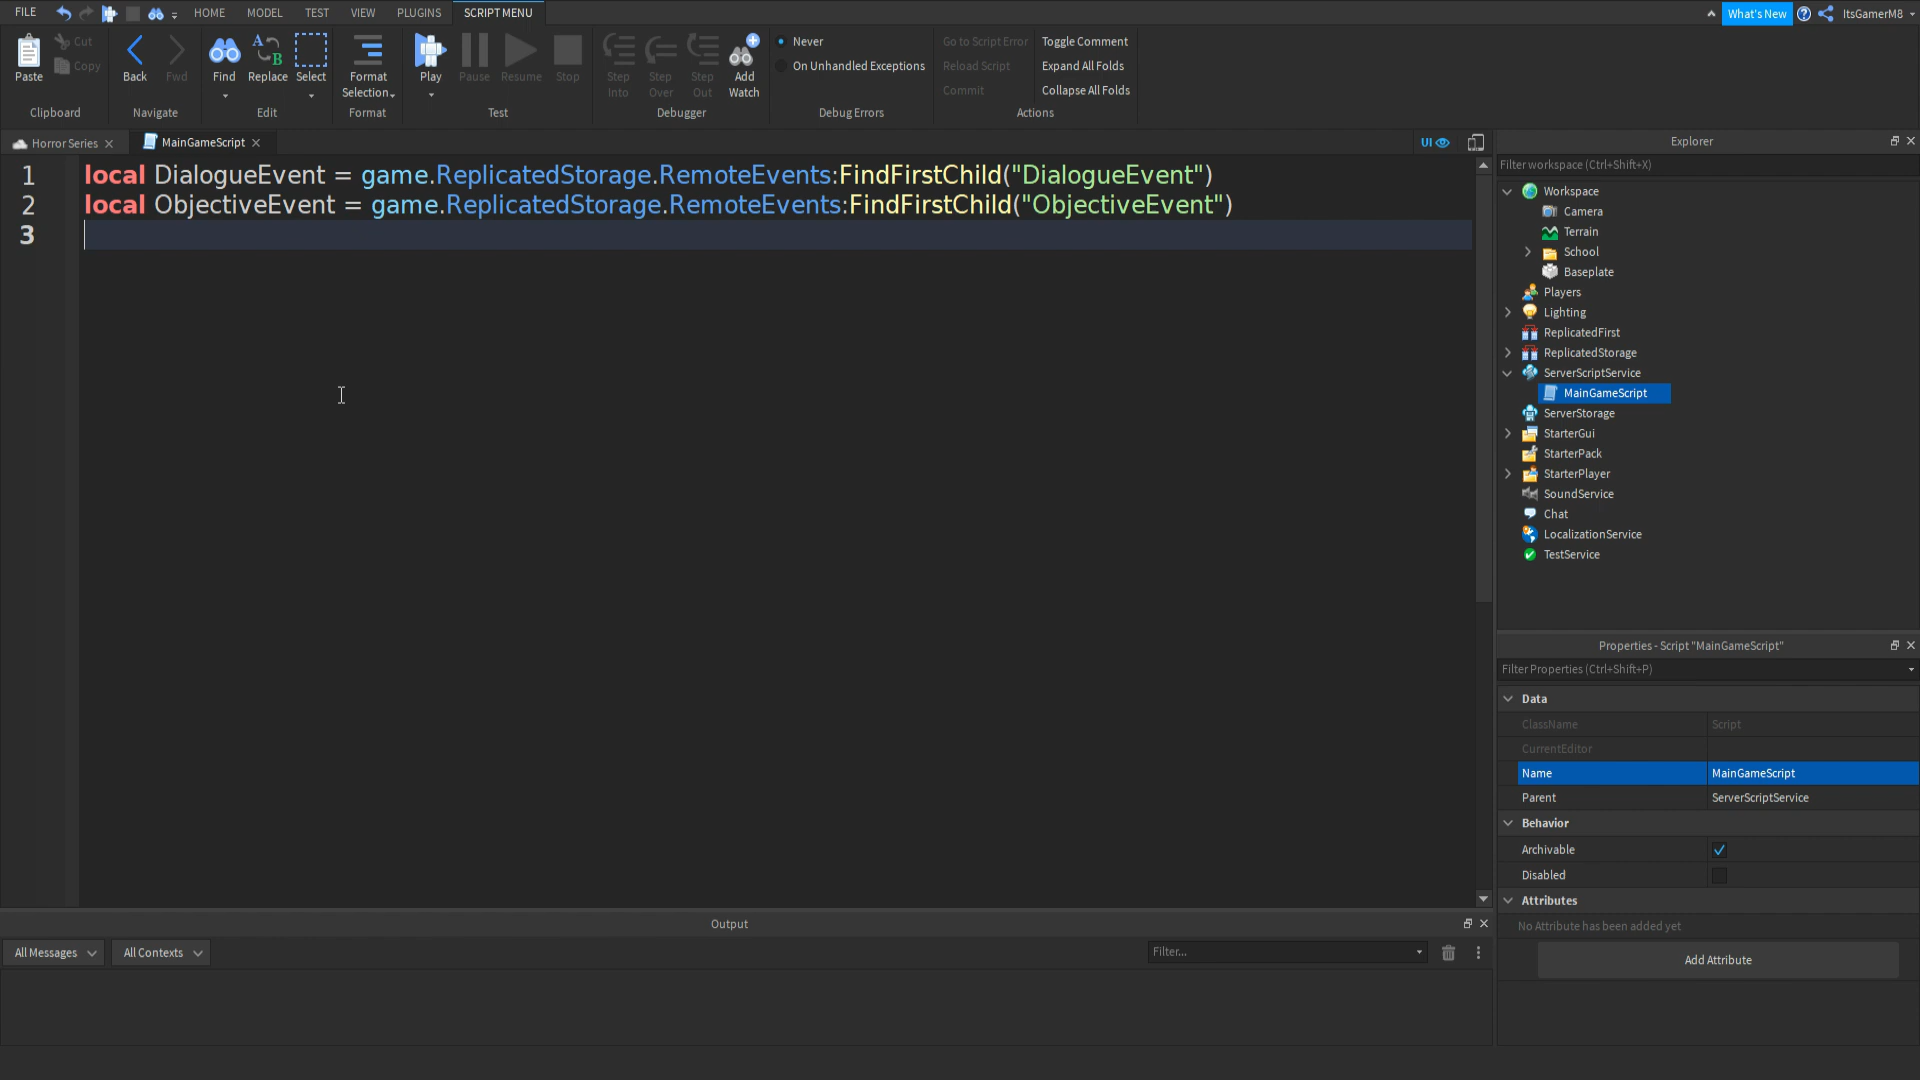 FILE HOME MODEL TEST VIEW PLUGINS SCRIPT MENU What's New ItsGamerM8
Paste Cut Copy
Clipboard
Back Fwd
Navigate
Find Replace Select
Edit
Format Selection
Format
Play Pause Resume Stop
Test
Step Into Step Over Step Out Add Watch
Debugger
Never
On Unhandled Exceptions
Debug Errors
Go to Script Error Toggle Comment
Reload Script Expand All Folds
Commit Collapse All Folds
Actions
Horror Series MainGameScript UI
1 local DialogueEvent = game.ReplicatedStorage.RemoteEvents:FindFirstChild("DialogueEvent")
2 local ObjectiveEvent = game.ReplicatedStorage.RemoteEvents:FindFirstChild("ObjectiveEvent")
3
Explorer
Filter workspace (Ctrl+Shift+X)
Workspace
Camera
Terrain
School
Baseplate
Players
Lighting
ReplicatedFirst
ReplicatedStorage
ServerScriptService
MainGameScript
ServerStorage
StarterGui
StarterPack
StarterPlayer
SoundService
Chat
LocalizationService
TestService
Properties - Script "MainGameScript"
Filter Properties (Ctrl+Shift+P)
Data
ClassName Script
CurrentEditor
Name MainGameScript
Parent ServerScriptService
Behavior
Archivable
Disabled
Attributes
No Attribute has been added yet
Add Attribute
Output
All Messages All Contexts Filter...